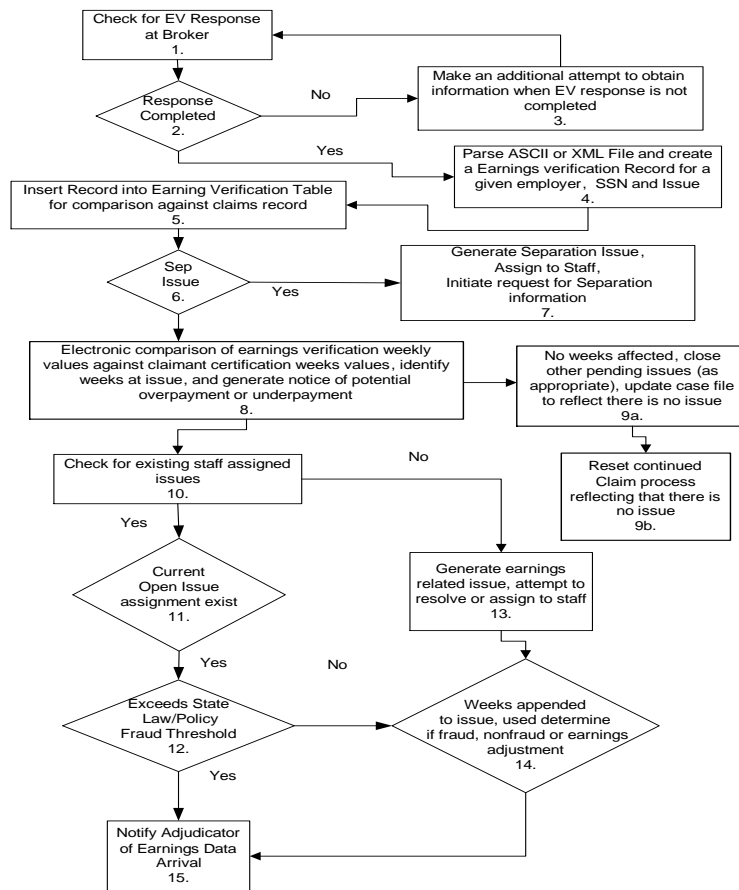 Check for EV Response
at Broker
1.
Response
Completed
2.
No
Make an additional attempt to obtain
information when EV response is not
completed
3.
Yes
Parse ASCII or XML File and create
a Earnings verification Record for a
given employer, SSN and Issue
4.
Insert Record into Earning Verification Table
for comparison against claims record
5.
Sep
Issue
6.
Yes
Generate Separation Issue,
Assign to Staff,
Initiate request for Separation
information
7.
Electronic comparison of earnings verification weekly
values against claimant certification weeks values, identify
weeks at issue, and generate notice of potential
overpayment or underpayment
8.
No weeks affected, close
other pending issues (as
appropriate), update case file
to reflect there is no issue
9a.
Reset continued
Claim process
reflecting that there is
no issue
9b.
Check for existing staff assigned
issues
10.
No
Yes
Current
Open Issue
assignment exist
11.
Generate earnings
related issue, attempt to
resolve or assign to staff
13.
Yes
No
Exceeds State
Law/Policy
Fraud Threshold
12.
Weeks appended
to issue, used determine
if fraud, nonfraud or earnings
adjustment
14.
Yes
Notify Adjudicator
of Earnings Data
Arrival
15.